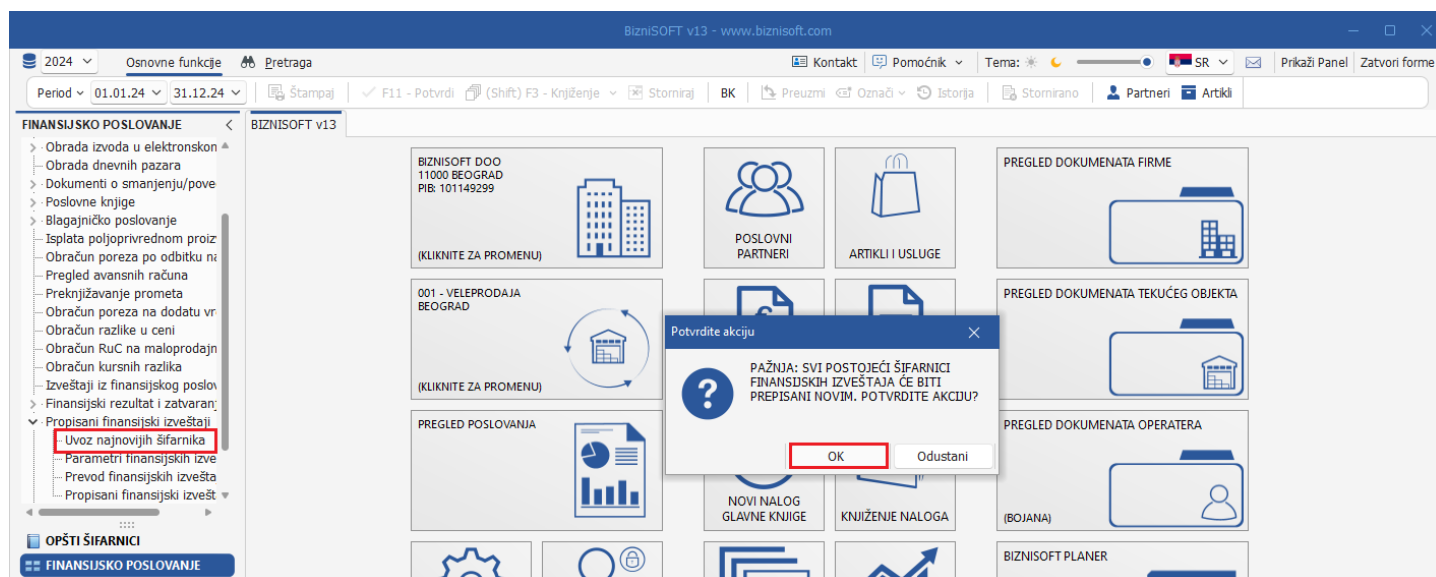 BizniSOFT v13 - www.biznisoft.com
2024 Osnovne funkcije Pretraga Kontakt Pomoćnik Tema: SR Prikaži Panel Zatvori forme
Period 01.01.24 31.12.24 Štampaj F11 - Potvrdi (Shift) F3 - Knjiženje Storniraj BK Preuzmi Označi Istorija Stornirano Partneri Artikli
FINANSIJSKO POSLOVANJE
BIZNISOFT v13
Obrada izvoda u elektronskon
Obrada dnevnih pazara
Dokumenti o smanjenju/pove
Poslovne knjige
Blagajničko poslovanje
Isplata poljoprivrednom proiz
Obračun poreza po odbitku na
Pregled avansnih računa
Preknjižavanje prometa
Obračun poreza na dodatu vr
Obračun razlike u ceni
Obračun RuC na maloprodajn
Obračun kursnih razlika
Izveštaji iz finansijskog poslov
Finansijski rezultat i zatvaranj
Propisani finansijski izveštaji
Uvoz najnovijih šifarnika
Parametri finansijskih izve
Prevod finansijskih izvešta
Propisani finansijski izvešt
OPŠTI ŠIFARNICI
FINANSIJSKO POSLOVANJE
BIZNISOFT DOO
11000 BEOGRAD
PIB: 101149299
(KLIKNITE ZA PROMENU)
POSLOVNI
PARTNERI
ARTIKLI I USLUGE
PREGLED DOKUMENATA FIRME
001 - VELEPRODAJA
BEOGRAD
(KLIKNITE ZA PROMENU)
PREGLED DOKUMENATA TEKUĆEG OBJEKTA
Potvrdite akciju
PAŽNJA: SVI POSTOJEĆI ŠIFARNICI
FINANSIJSKIH IZVEŠTAJA ĆE BITI
PREPISANI NOVIM. POTVRDITE AKCIJU?
OK Odustani
PREGLED POSLOVANJA
NOVI NALOG
GLAVNE KNJIGE
KNJIŽENJE NALOGA
PREGLED DOKUMENATA OPERATERA
(BOJANA)
BIZNISOFT PLANER